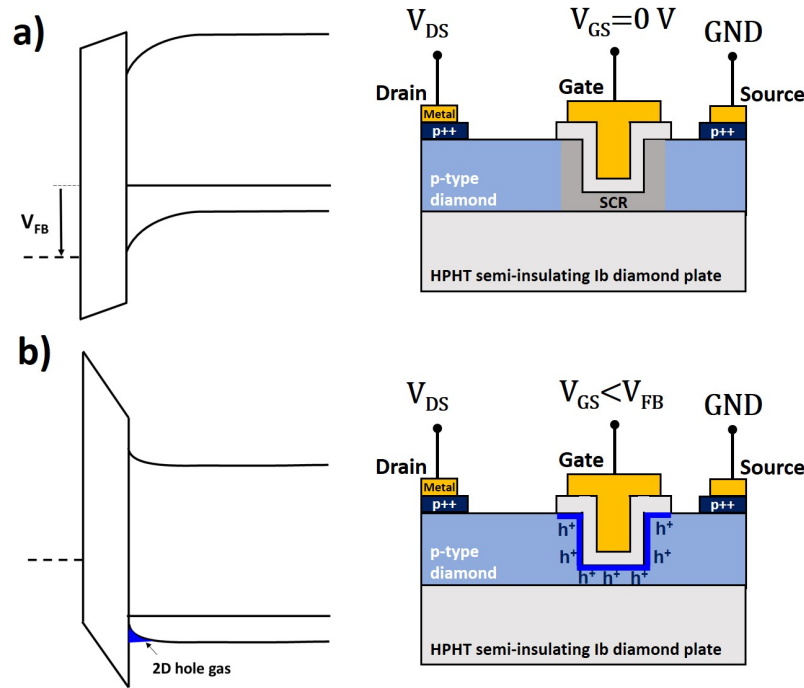 a)
V_FB
V_DS
V_GS=0 V
GND
Drain
Gate
Source
Metal
p++
p++
p-type
diamond
SCR
HPHT semi-insulating Ib diamond plate
b)
2D hole gas
V_DS
V_GS<V_FB
GND
Drain
Gate
Source
Metal
p++
p++
h⁺ h⁺
h⁺ h⁺
h⁺ h⁺ h⁺
p-type
diamond
HPHT semi-insulating Ib diamond plate